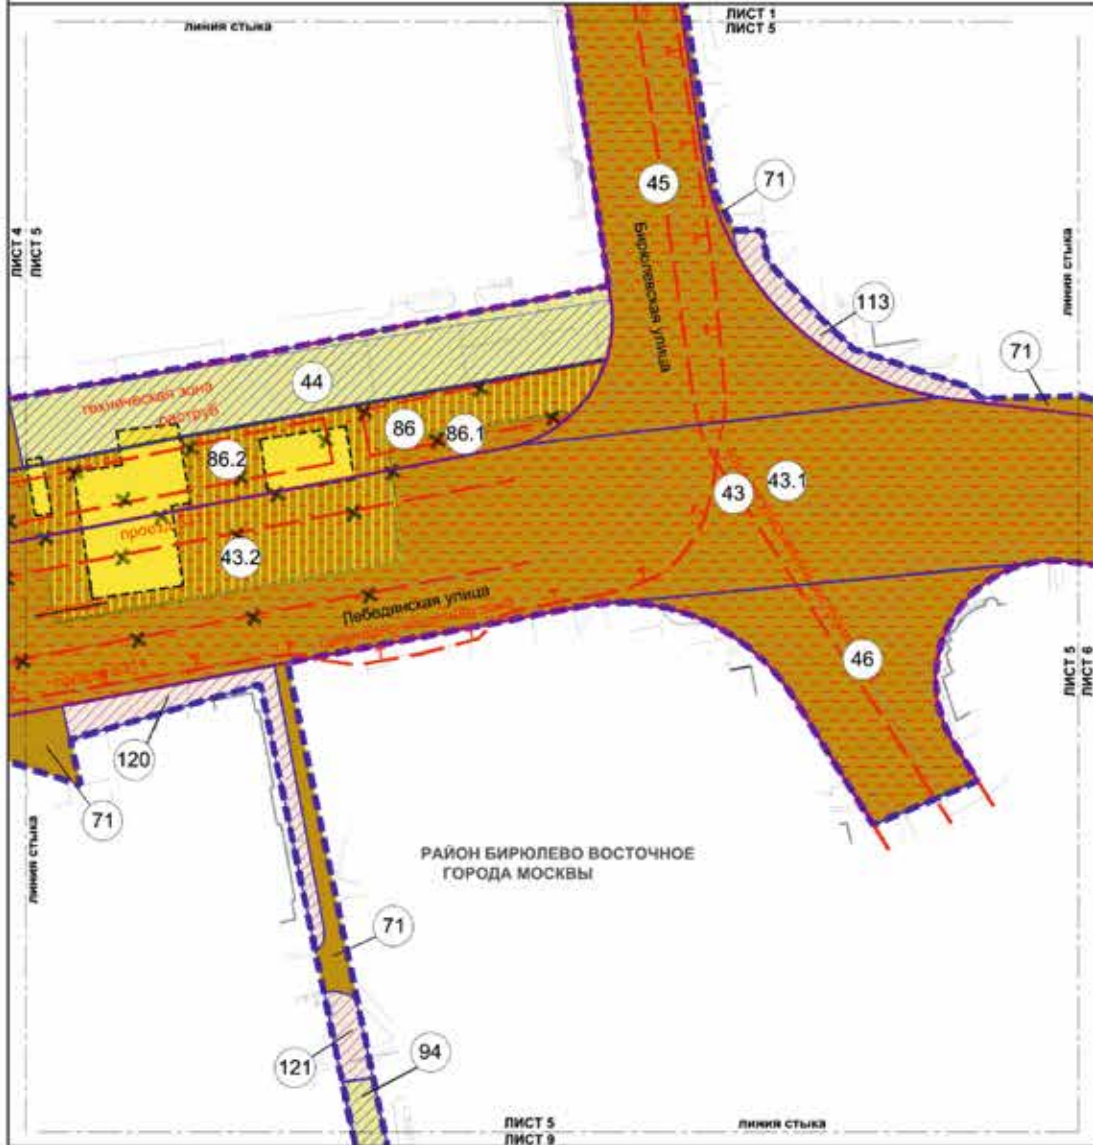 ЛИСТ 1
ЛИСТ 5
линия стыка
45
71
Бирюлевская улица
ЛИСТ 4
ЛИСТ 5
линия стыка
113
71
44
техническая зона
раструб
86
86.1
86.2
43
43.1
43.2
Лебедянская улица
46
ЛИСТ 5
ЛИСТ 6
120
71
линия стыка
РАЙОН БИРЮЛЕВО ВОСТОЧНОЕ
ГОРОДА МОСКВЫ
71
121
94
ЛИСТ 5
ЛИСТ 9
линия стыка